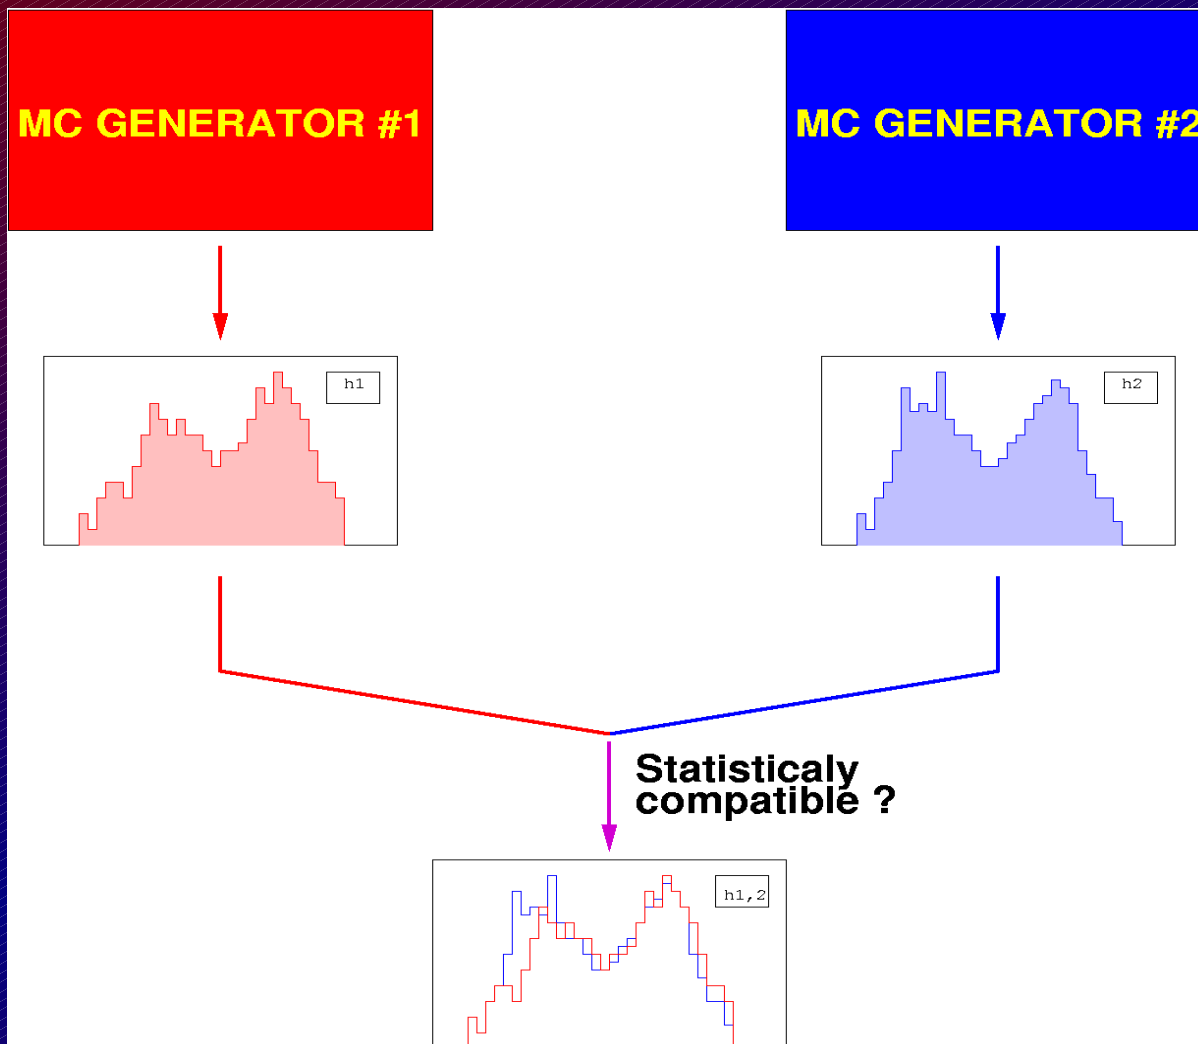 MC GENERATOR #1
MC GENERATOR #2
h1
h2
Statisticaly
compatible ?
h1,2